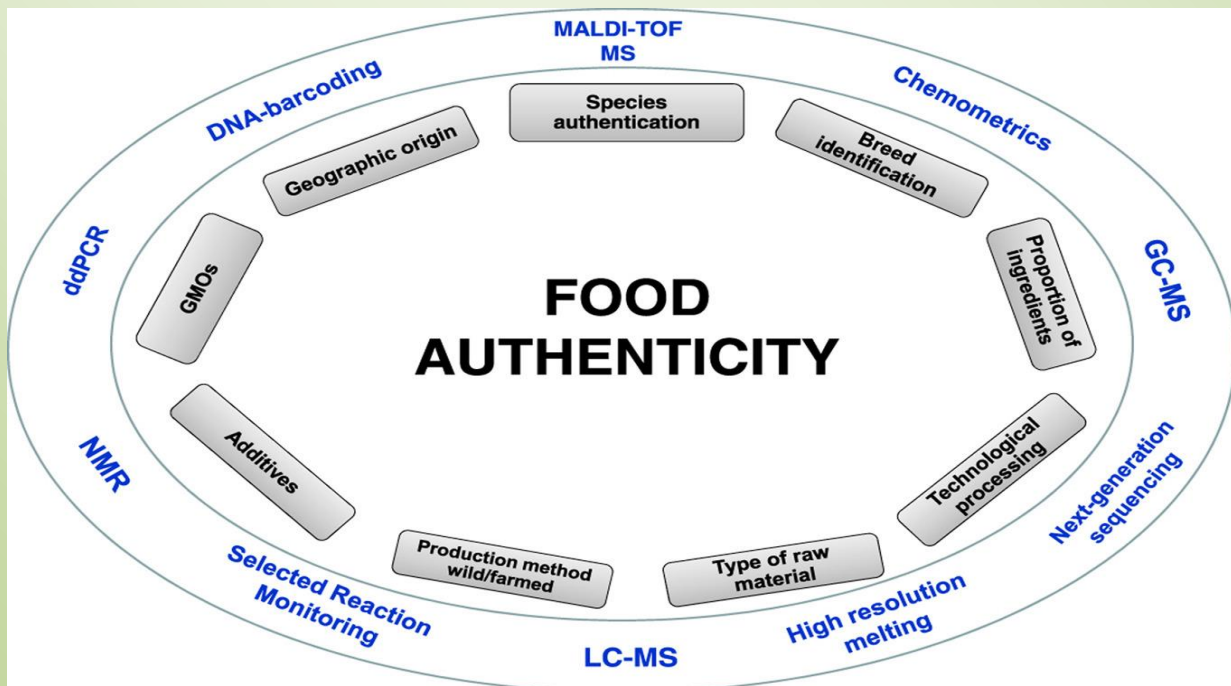 MALDI-TOF
MS
Chemometrics
GC-MS
Next-generation
sequencing
High resolution
melting
LC-MS
Selected Reaction
Monitoring
NMR
ddPCR
DNA-barcoding
Species
authentication
Breed
identification
Proportion of
ingredients
Technological
processing
Type of raw
material
Production method
wild/farmed
Additives
GMOs
Geographic origin
FOOD
AUTHENTICITY